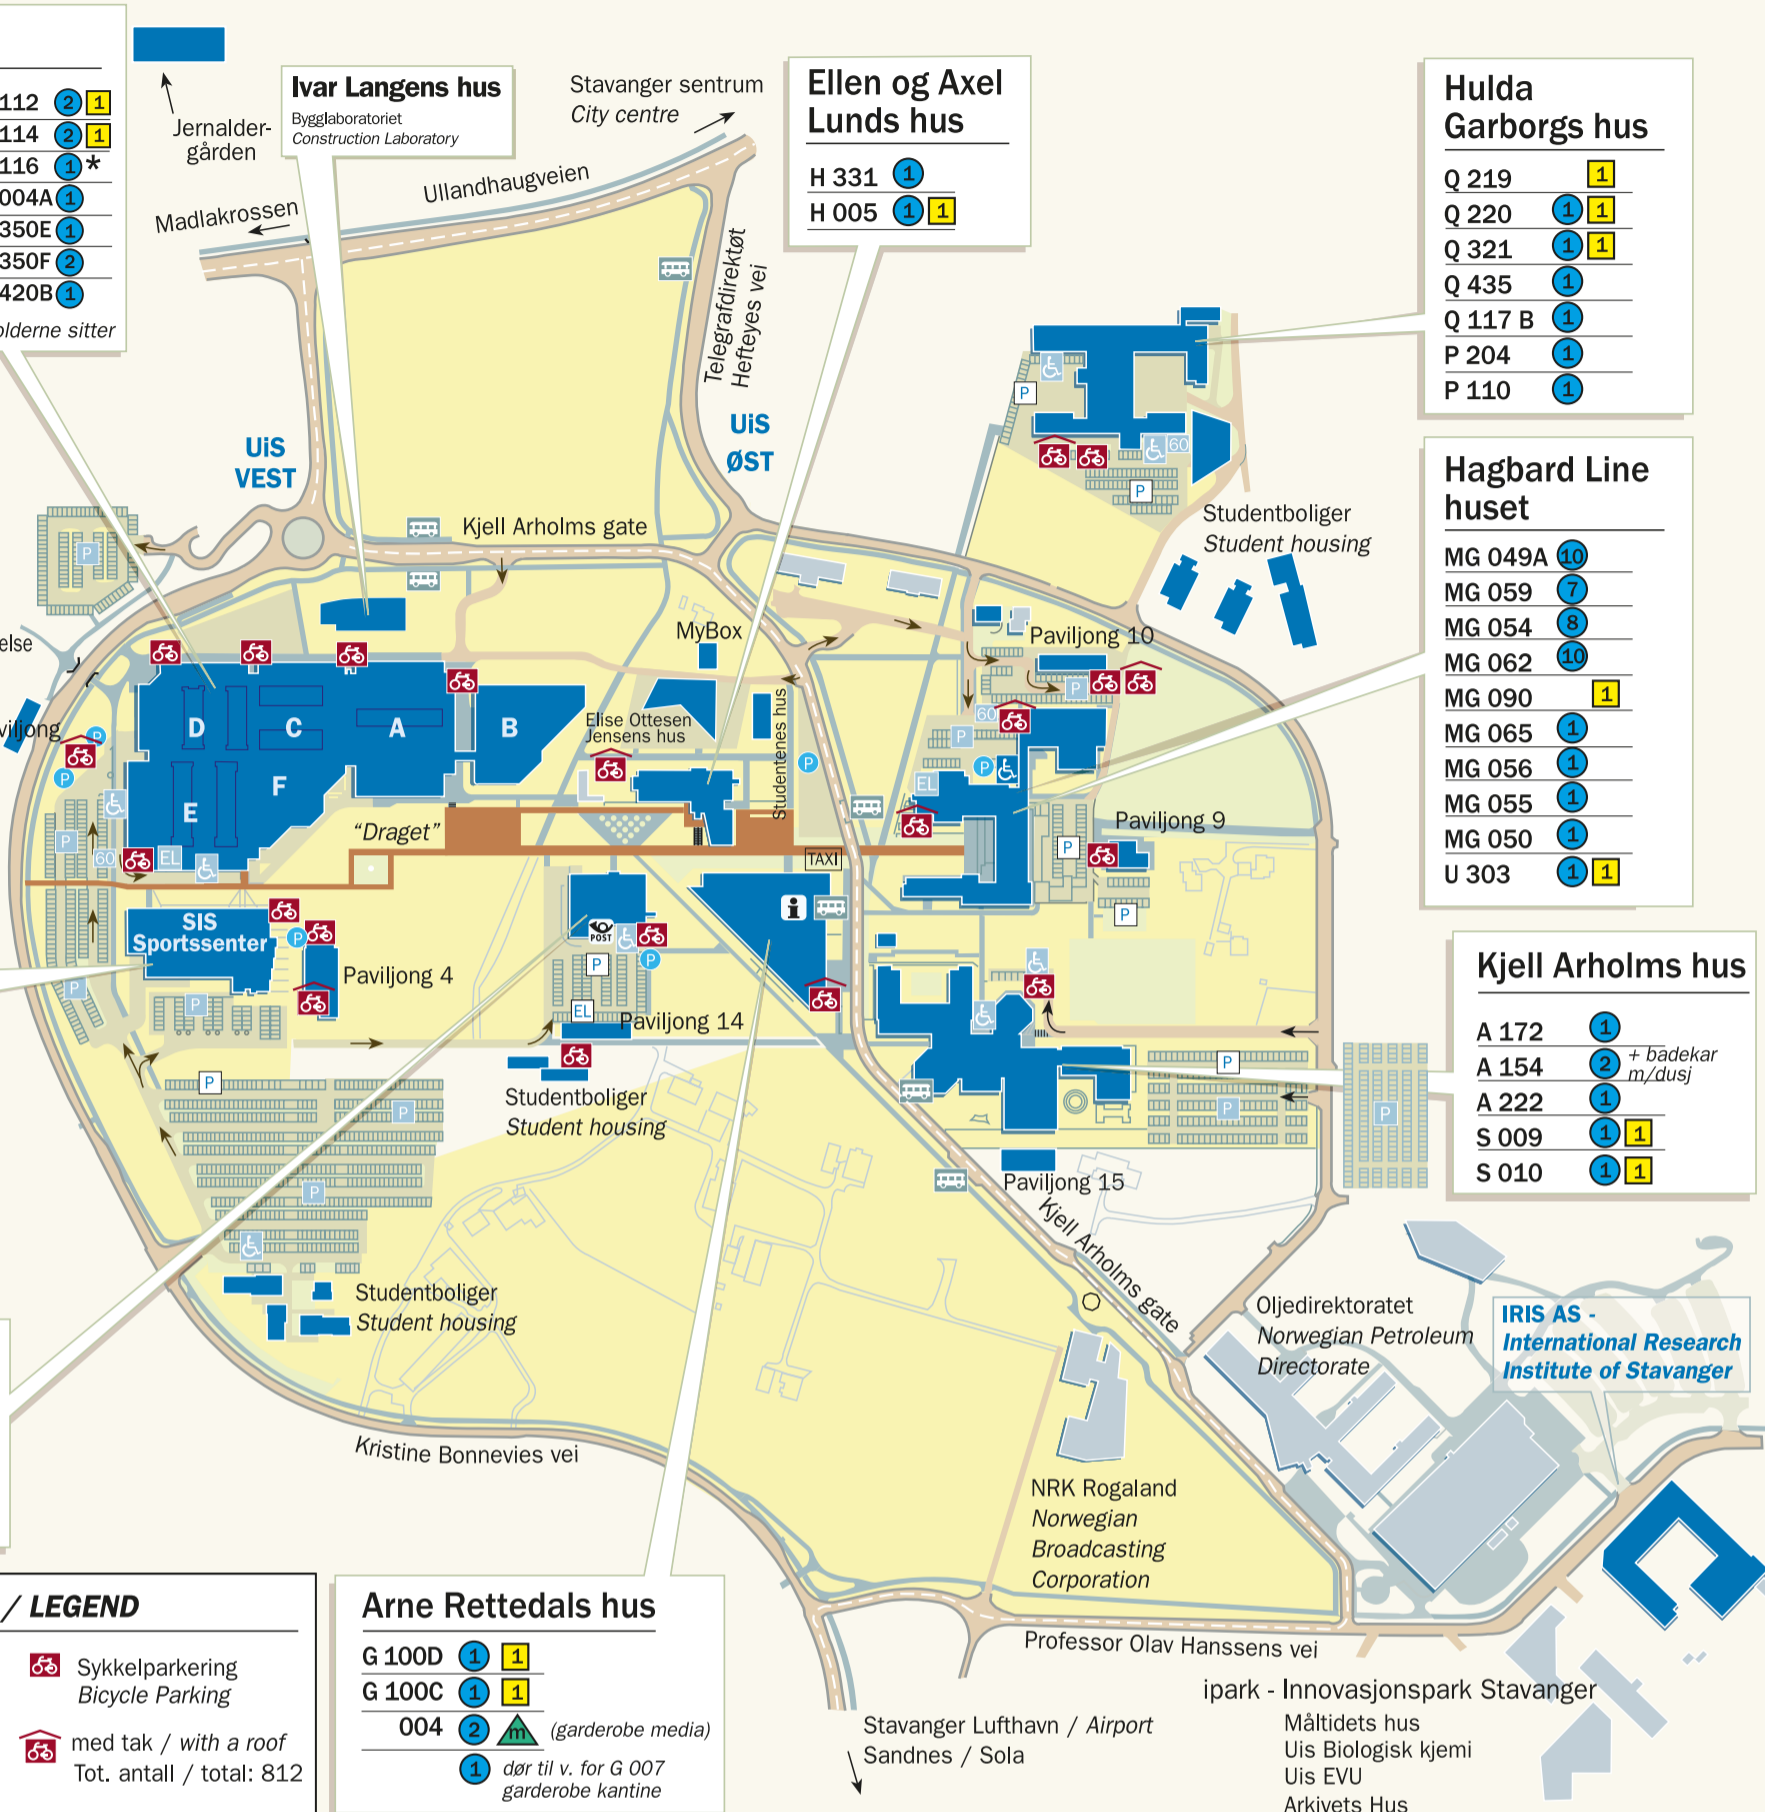 112 2 1
114 2 1
116 1 *
004A 1
350E 1
350F 2
420B 1
olderne sitter
Jernalder-
gården
Ivar Langens hus
Bygglaboratoriet
Construction Laboratory
Stavanger sentrum
City centre
Ellen og Axel
Lunds hus
H 331 1
H 005 1 1
Hulda
Garborgs hus
Q 219 1
Q 220 1 1
Q 321 1 1
Q 435 1
Q 117 B 1
P 204 1
P 110 1
Hagbard Line
huset
MG 049A 10
MG 059 7
MG 054 8
MG 062 10
MG 090 1
MG 065 1
MG 056 1
MG 055 1
MG 050 1
U 303 1 1
Kjell Arholms hus
A 172 1
A 154 2 + badekar
m/dusj
A 222 1
S 009 1 1
S 010 1 1
Madlakrossen
Ullandhaugveien
Telegrafdirektøt
Hefteyes vei
UiS
VEST
UiS
ØST
Kjell Arholms gate
P
P
60
P
Studentboliger
Student housing
else
viljong
MyBox
Paviljong 10
P
D
C
A
B
E
F
Elise Ottesen
Jensens hus
Studentenes hus
P
60
P
P
EL
P
P
P
60
EL
"Draget"
TAXI
Paviljong 9
P
P
SIS
Sportssenter
P
P
P
Paviljong 4
POST
P
P
EL
Paviljong 14
i
Studentboliger
Student housing
P
P
P
P
P
P
Paviljong 15
Kjell Arholms gate
Studentboliger
Student housing
Kristine Bonnevies vei
Oljedirektoratet
Norwegian Petroleum
Directorate
IRIS AS -
International Research
Institute of Stavanger
NRK Rogaland
Norwegian
Broadcasting
Corporation
Professor Olav Hanssens vei
/ LEGEND
Sykkelparkering
Bicycle Parking
med tak / with a roof
Tot. antall / total: 812
Arne Rettedals hus
G 100D 1 1
G 100C 1 1
004 2 m (garderobe media)
1 dør til v. for G 007
garderobe kantine
Stavanger Lufthavn / Airport
Sandnes / Sola
ipark - Innovasjonspark Stavanger
Måltidets hus
Uis Biologisk kjemi
Uis EVU
Arkivets Hus